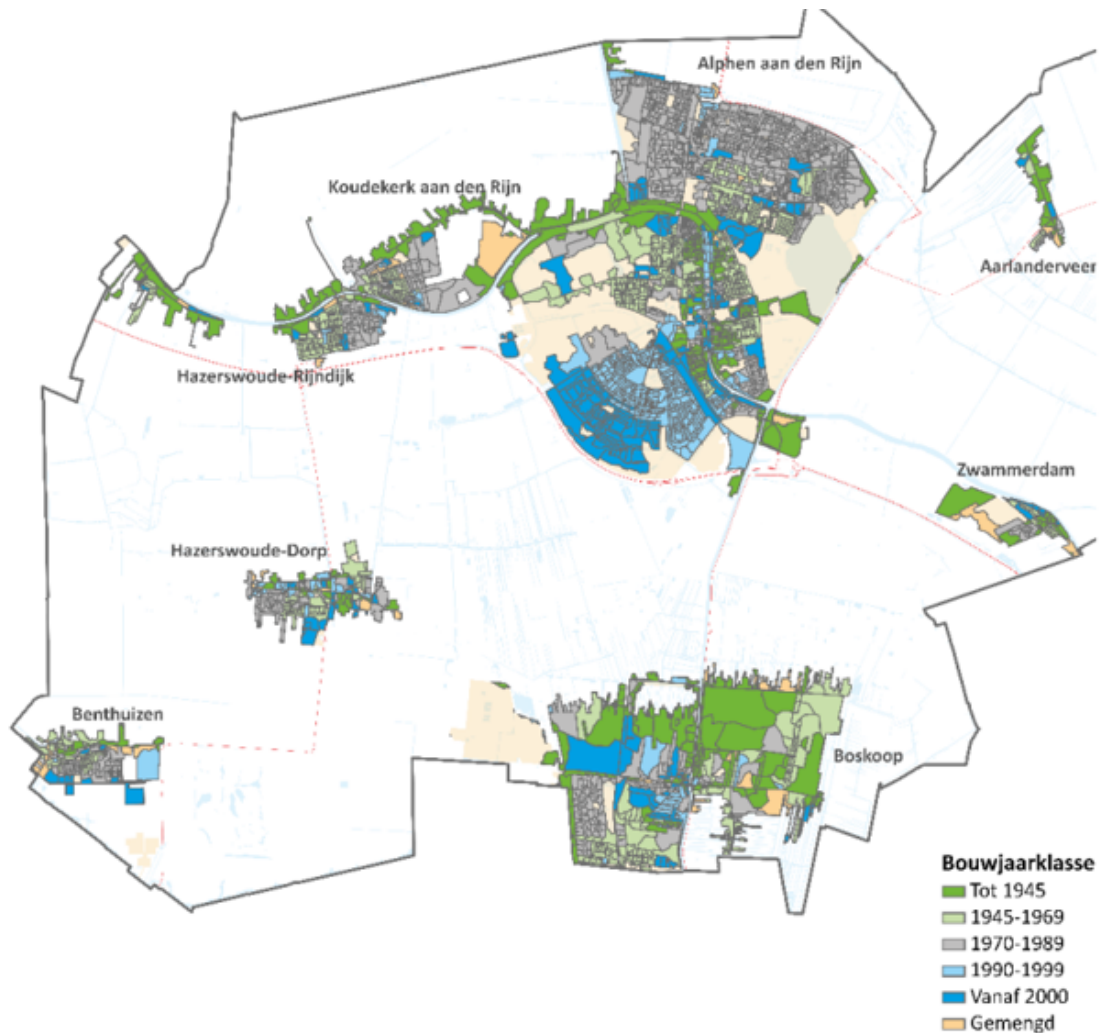 Alphen aan den Rijn
Koudekerk aan den Rijn
Aarlanderveen
Hazerswoude-Rijndijk
Zwammerdam
Hazerswoude-Dorp
Benthuizen
Boskoop
Bouwjaarklasse
Tot 1945
1945-1969
1970-1989
1990-1999
Vanaf 2000
Gemengd